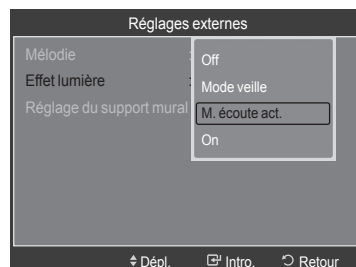 Réglages externes
Mélodie :
Off
Effet lumière
Mode veille
Réglage du support mural
M. écoute act.
On
Dépl. Intro. Retour